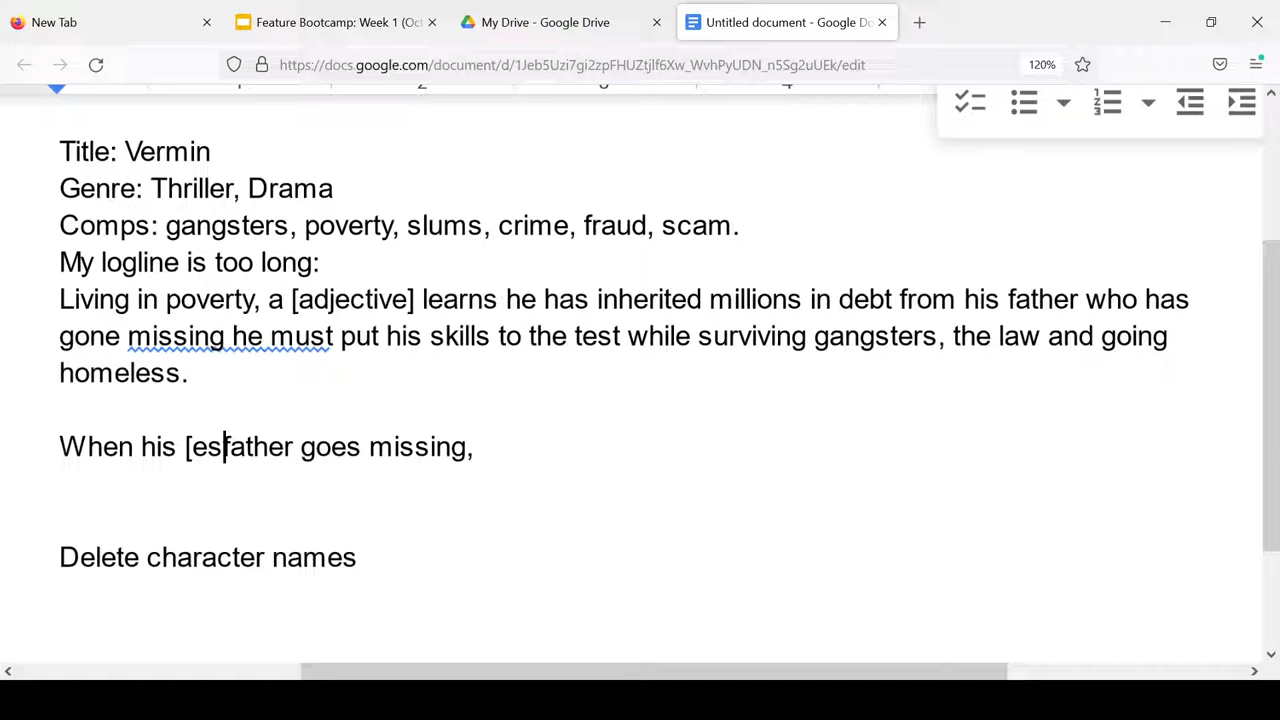 New Tab
Feature Bootcamp: Week 1 (Oct
My Drive - Google Drive
Untitled document - Google Do
https://docs.google.com/document/d/1Jeb5Uzi7gi2zpFHUZtjlf6Xw_WvhPyUDN_n5Sg2uUEk/edit
120%
Title: Vermin
Genre: Thriller, Drama
Comps: gangsters, poverty, slums, crime, fraud, scam.
My logline is too long:
Living in poverty, a [adjective] learns he has inherited millions in debt from his father who has
gone missing he must put his skills to the test while surviving gangsters, the law and going
homeless.
When his [esfather goes missing,
Delete character names